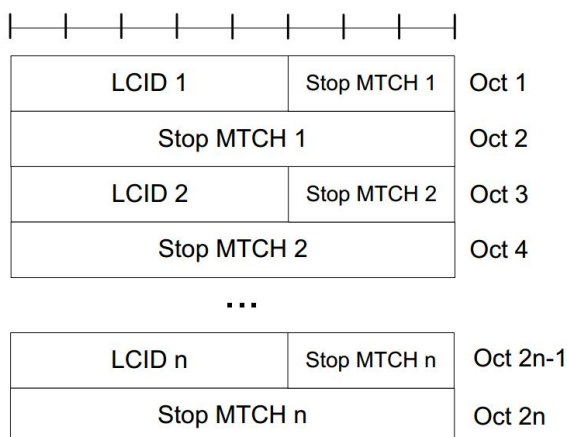 LCID 1 Stop MTCH 1 Oct 1
Stop MTCH 1 Oct 2
LCID 2 Stop MTCH 2 Oct 3
Stop MTCH 2 Oct 4
...
LCID n Stop MTCH n Oct 2n-1
Stop MTCH n Oct 2n